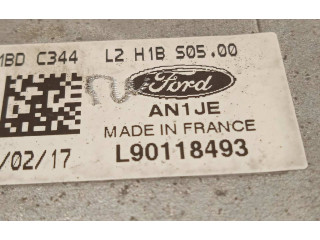 1BD C344 L2 H1B S05.00
Ford
AN1JE
MADE IN FRANCE
/02/17 L90118493